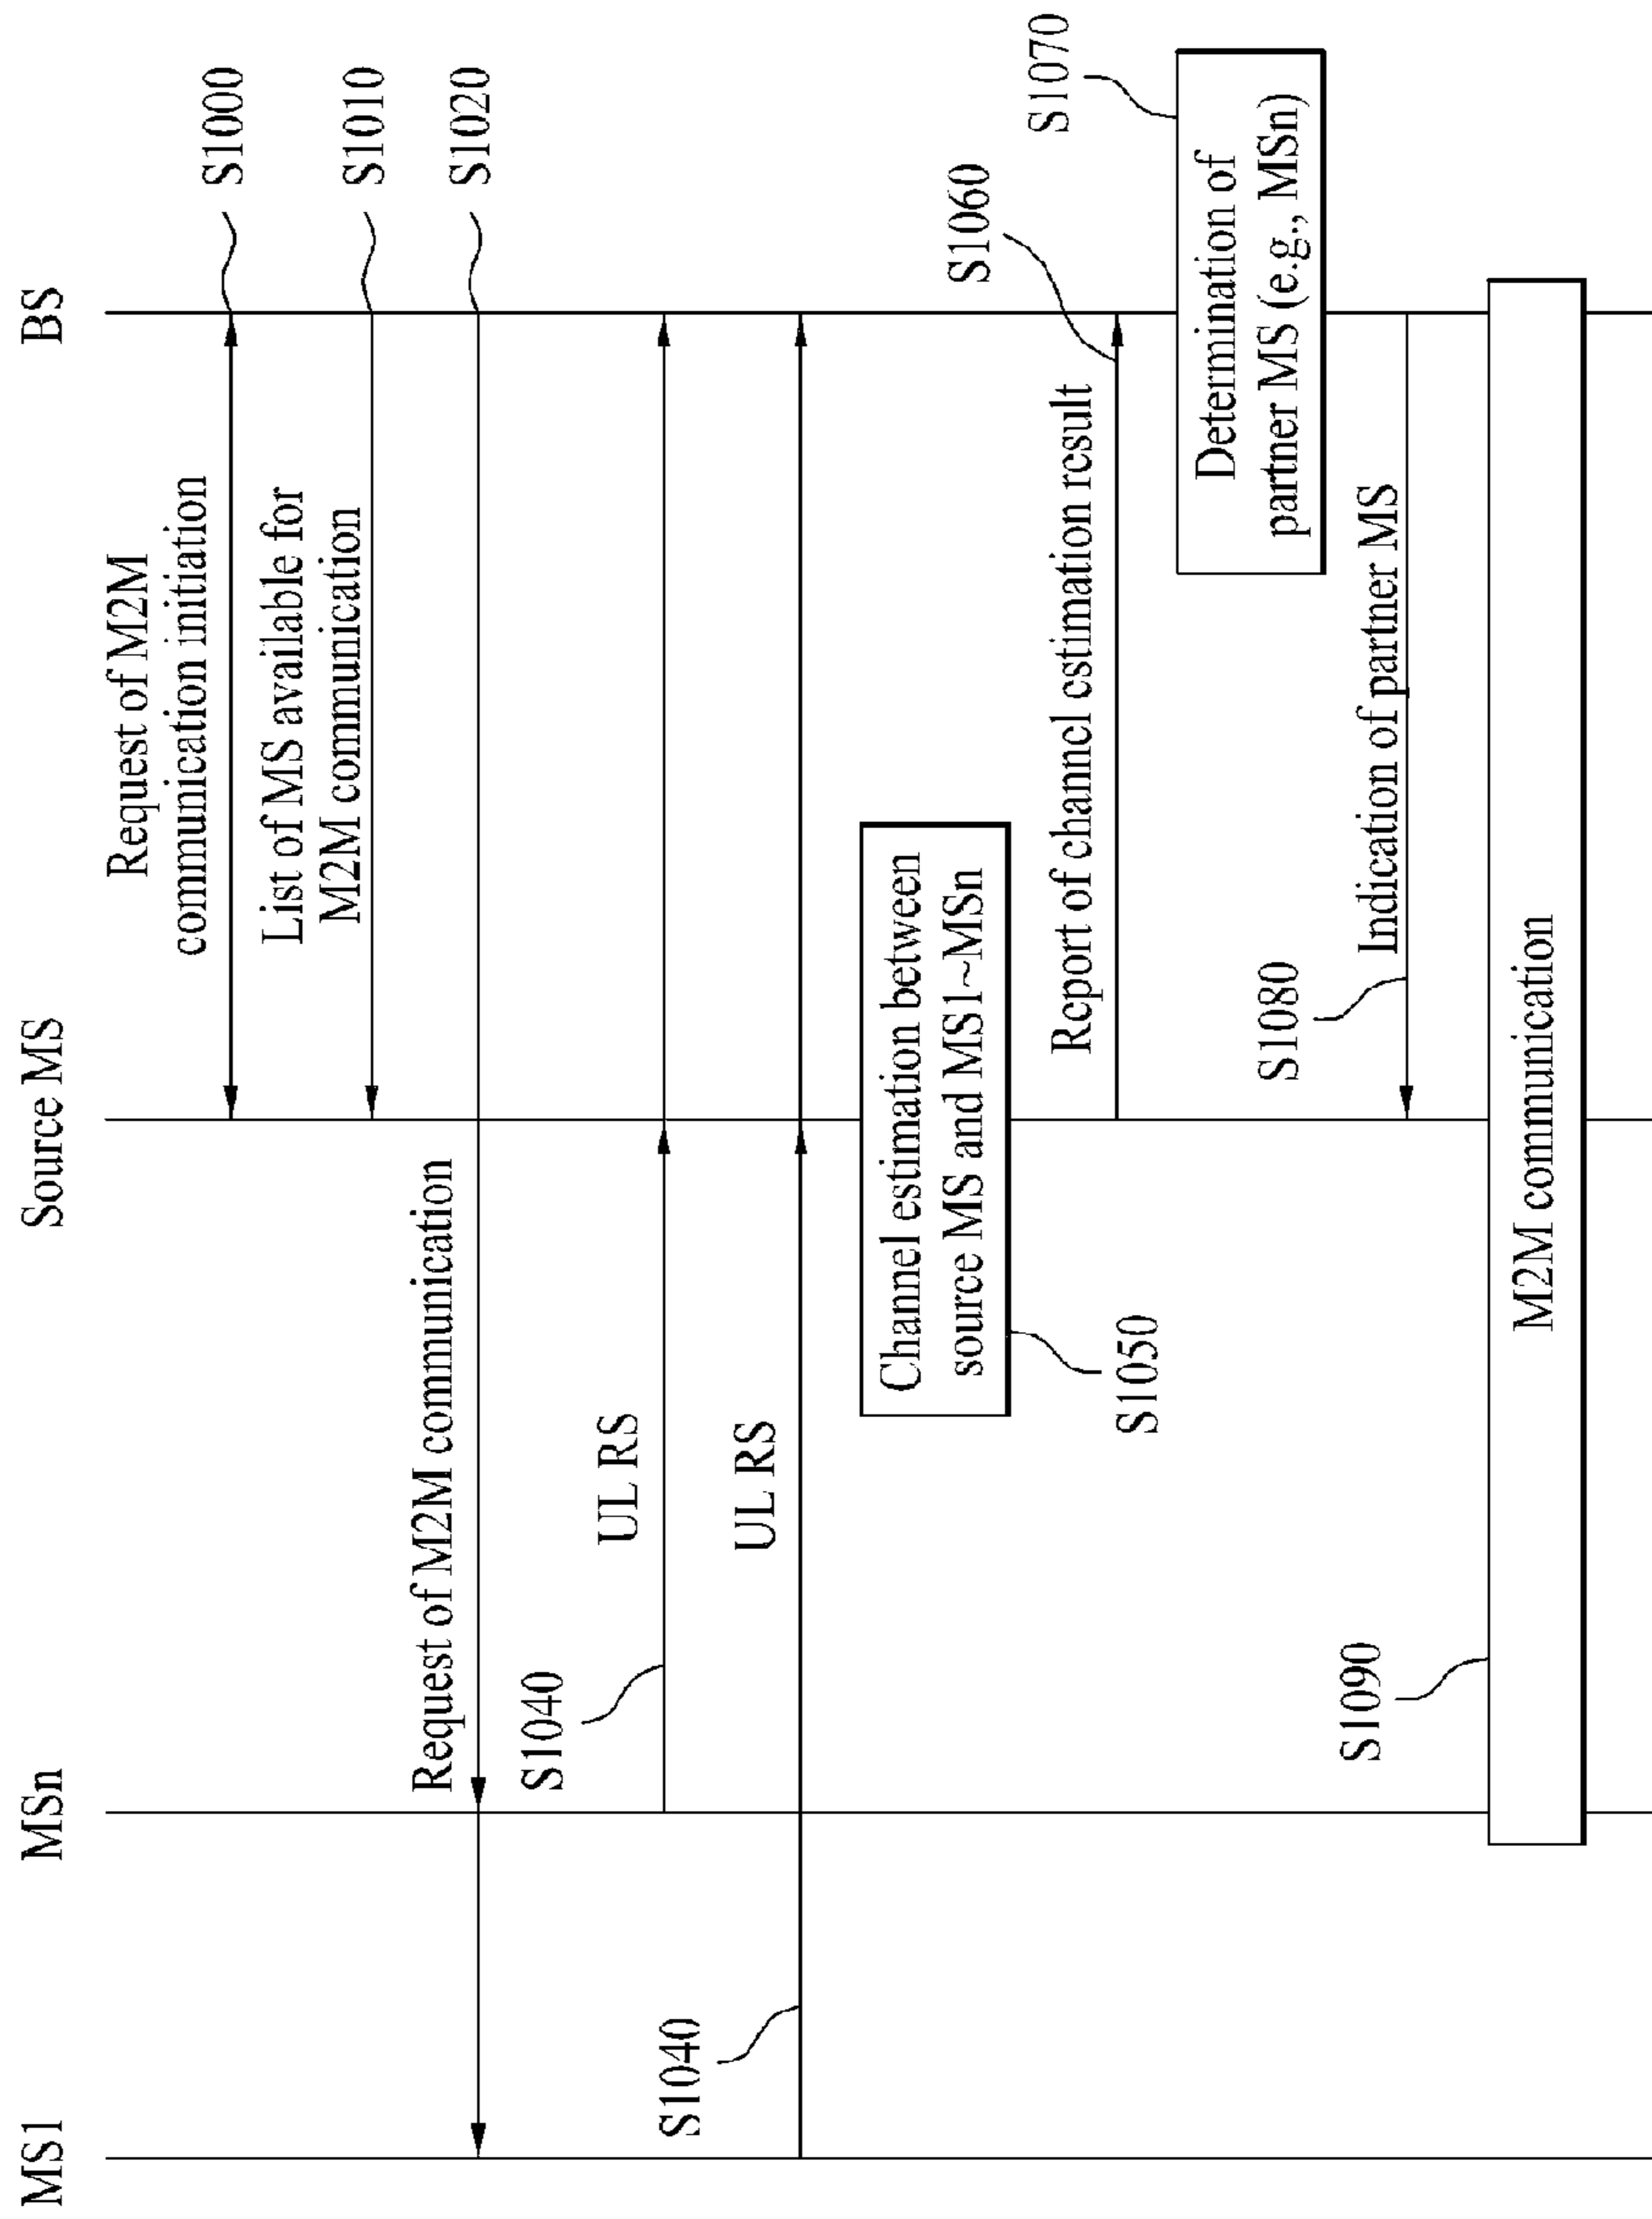 MS1
MSn
Source MS
BS
Request of M2M
communication initiation
S1000
List of MS available for
M2M communication
S1010
Request of M2M communication
S1020
S1040
UL RS
S1040
UL RS
Channel estimation between
source MS and MS1~MSn
S1050
Report of channel estimation result
S1060
Determination of
partner MS (e.g., MSn)
S1070
S1080
Indication of partner MS
S1090
M2M communication